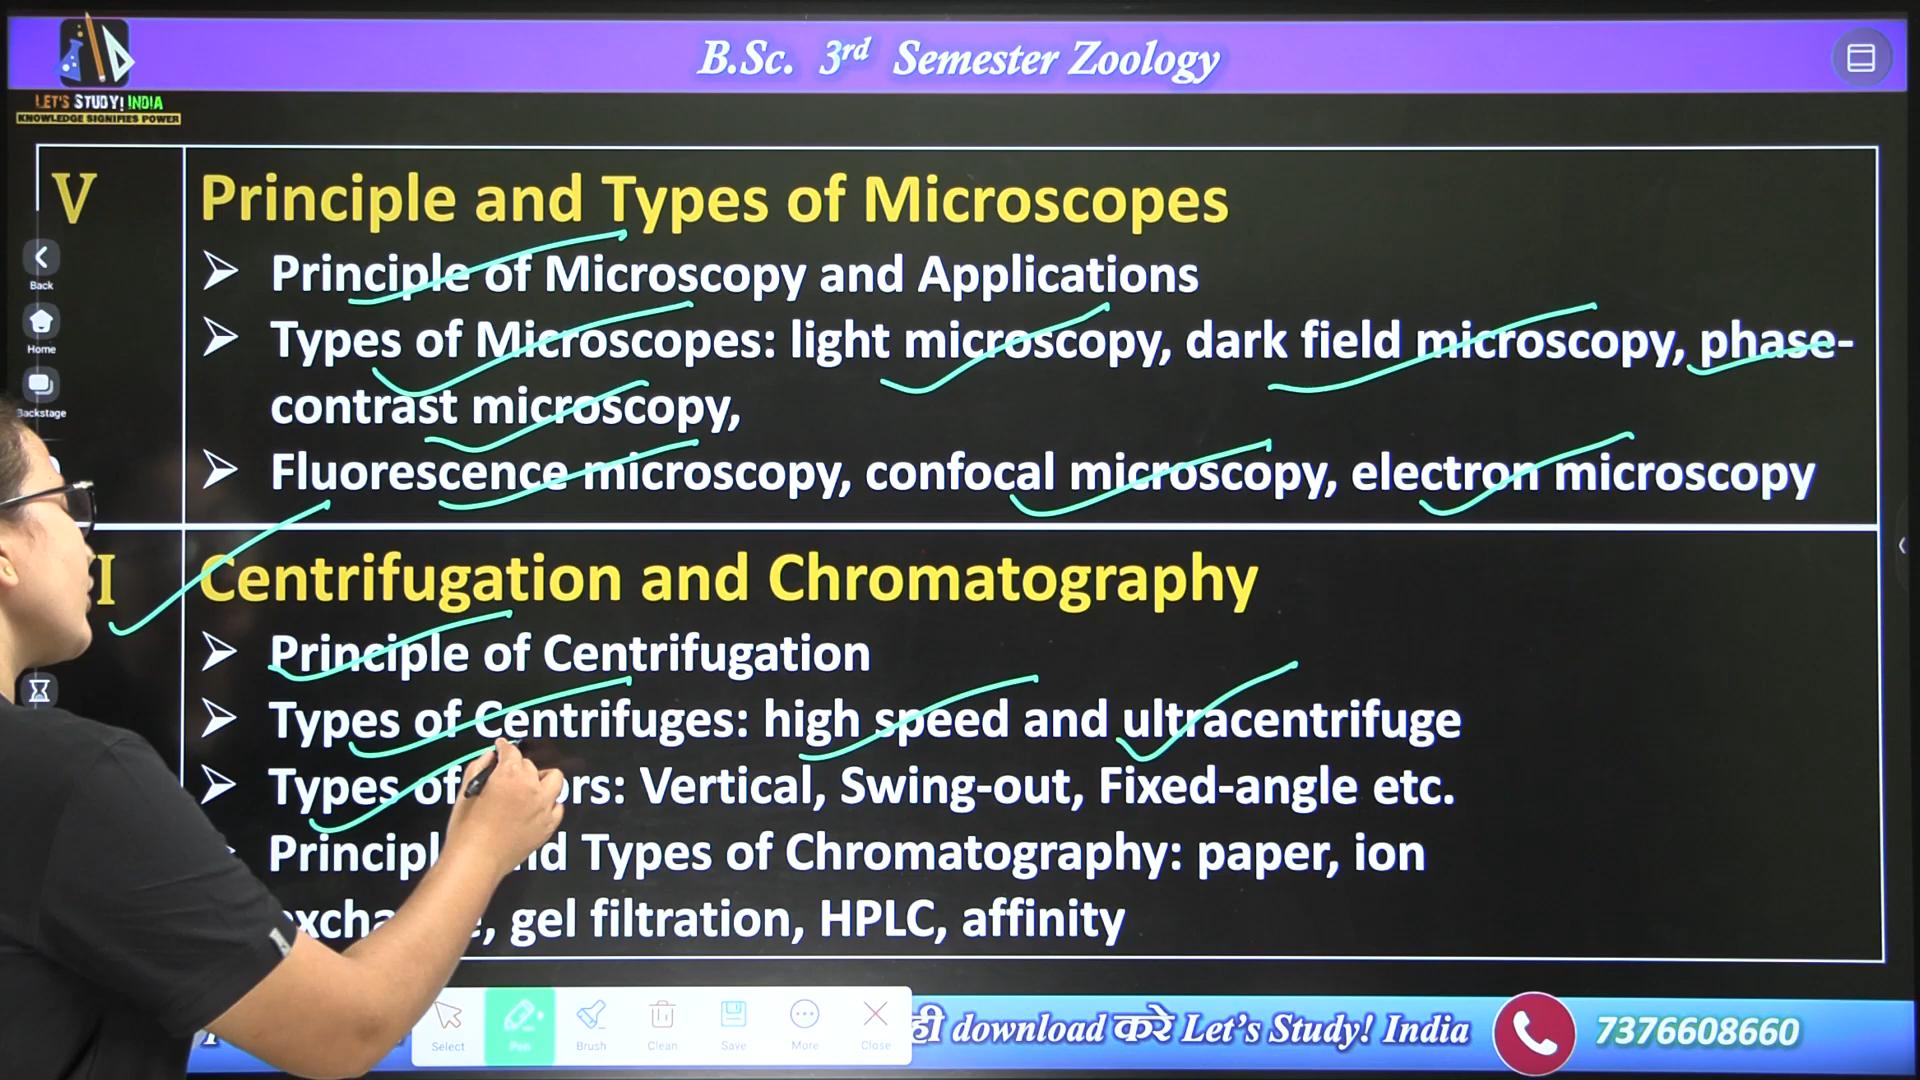 B.Sc. 3rd Semester Zoology
LET'S STUDY! INDIA
KNOWLEDGE SIGNIFIES POWER
V
Principle and Types of Microscopes
Principle of Microscopy and Applications
Types of Microscopes: light microscopy, dark field microscopy, phase-
contrast microscopy,
Fluorescence microscopy, confocal microscopy, electron microscopy
Back
Home
Backstage
Centrifugation and Chromatography
Principle of Centrifugation
Types of Centrifuges: high speed and ultracentrifuge
Types of : Vertical, Swing-out, Fixed-angle etc.
Types of Chromatography: paper, ion
gel filtration, HPLC, affinity
Select
Pen
Brush
Clean
Save
More
Close
ही download करे Let's Study! India
7376608660